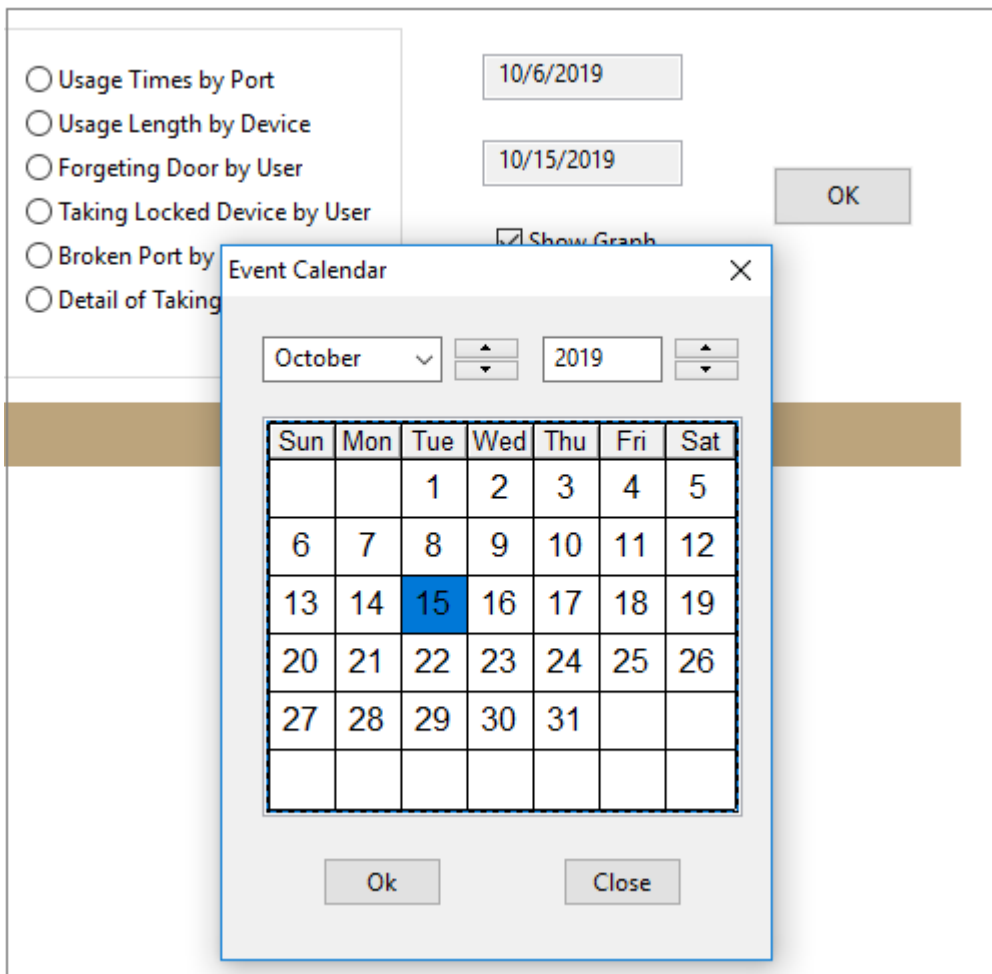 Usage Times by Port
Usage Length by Device
Forgeting Door by User
Taking Locked Device by User
Broken Port by
Detail of Taking
10/6/2019
10/15/2019
OK
Show Graph
Event Calendar
October 2019
Sun Mon Tue Wed Thu Fri Sat
1 2 3 4 5
6 7 8 9 10 11 12
13 14 15 16 17 18 19
20 21 22 23 24 25 26
27 28 29 30 31
Ok Close